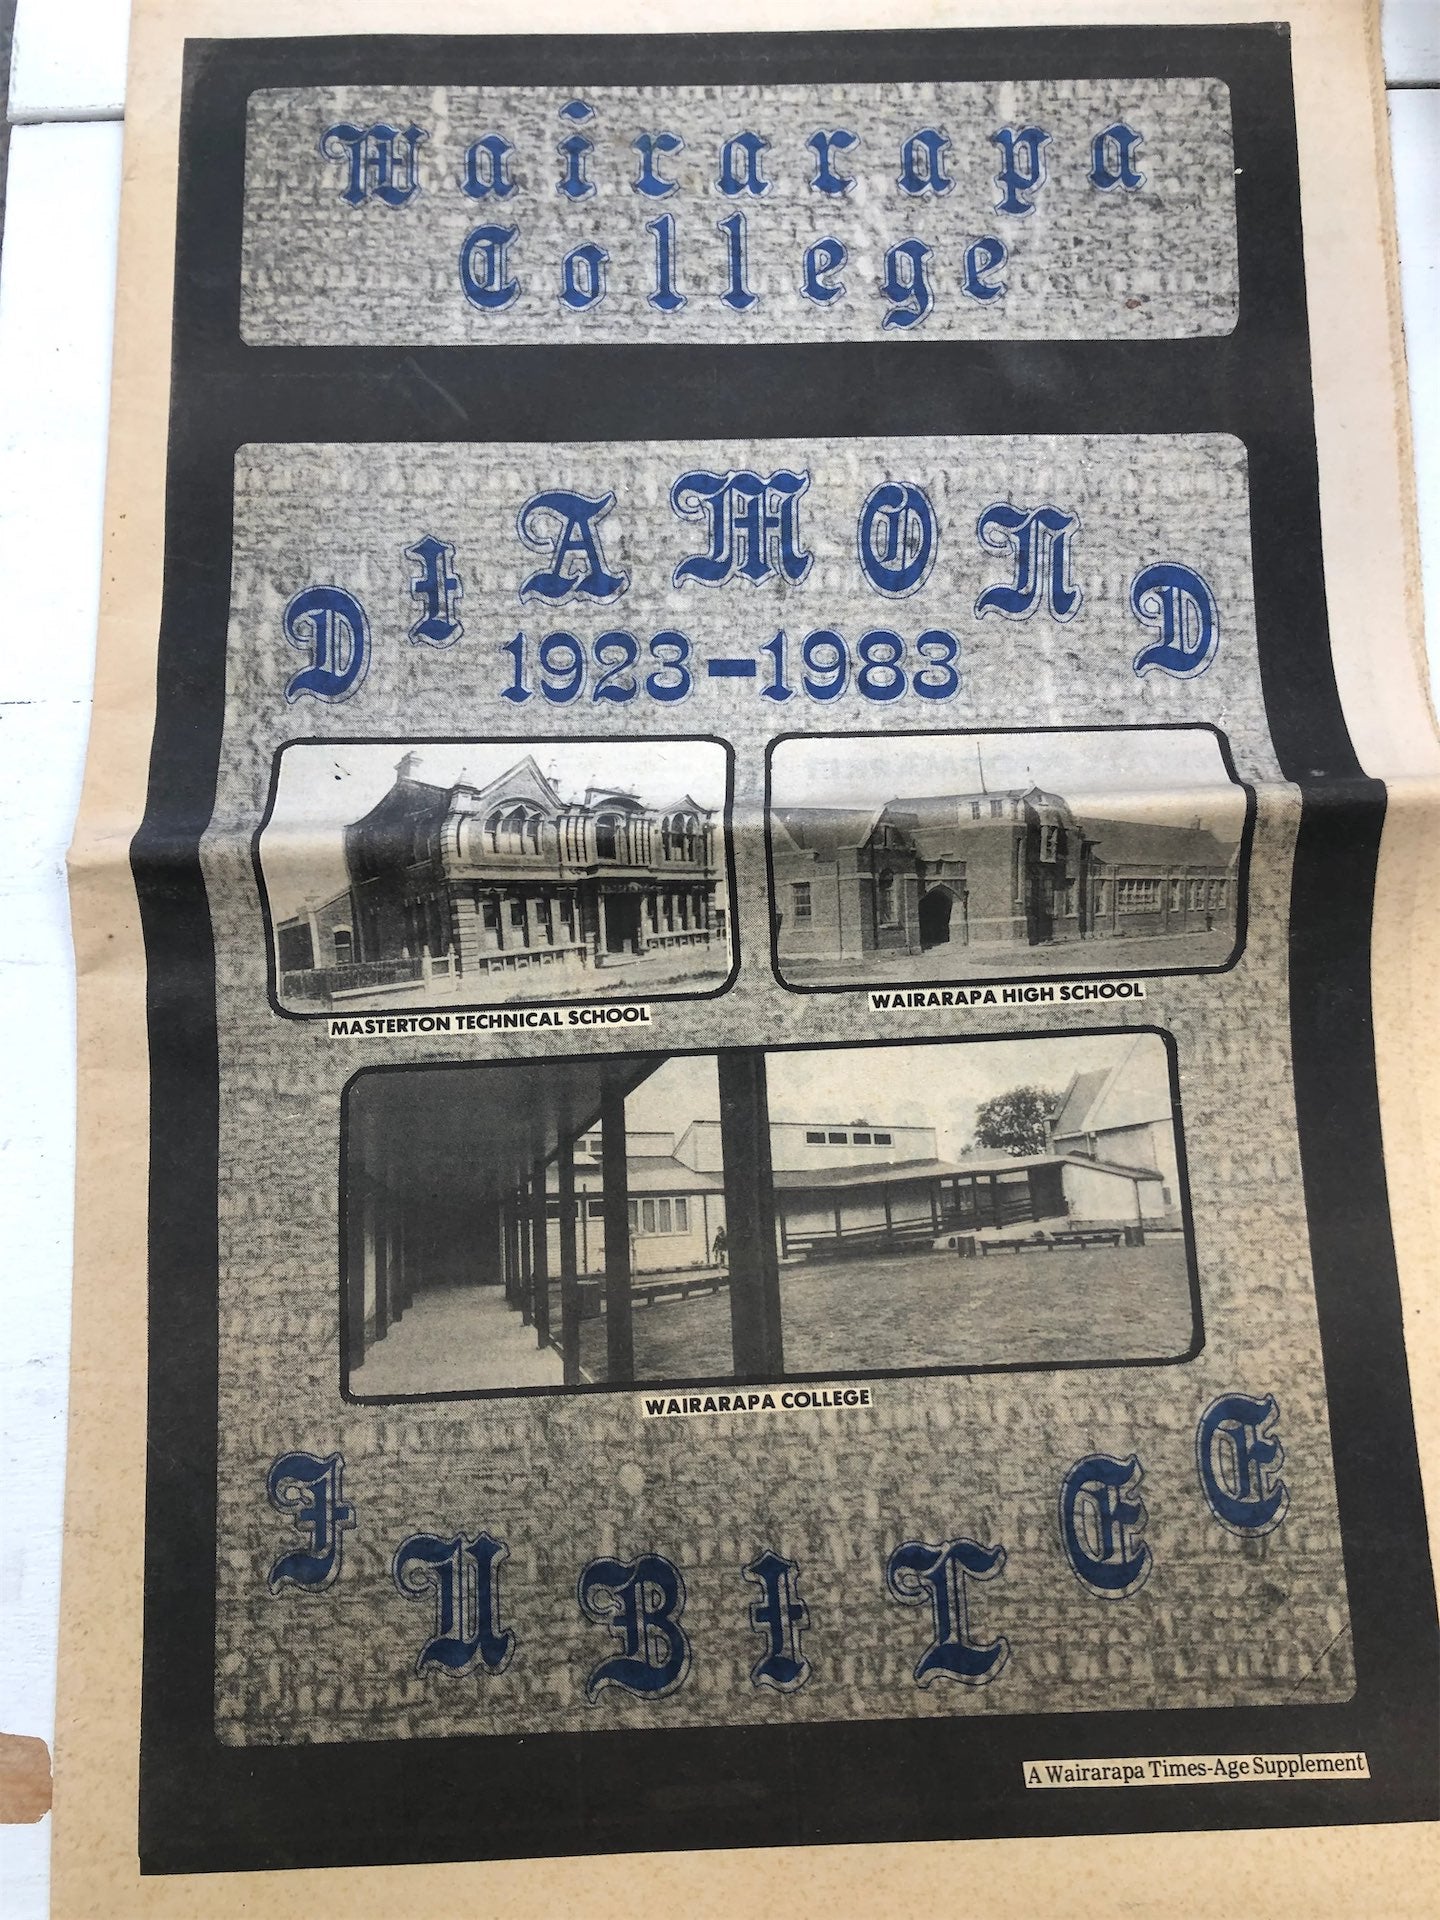 Wairarapa
College
DIAMOND
1923-1983
MASTERTON TECHNICAL SCHOOL
WAIRARAPA HIGH SCHOOL
WAIRARAPA COLLEGE
JUBILEE
A Wairarapa Times-Age Supplement